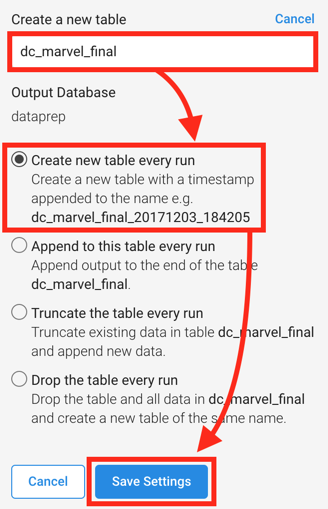 Create a new table
Cancel
dc_marvel_final
Output Database
dataprep
Create new table every run
Create a new table with a timestamp
appended to the name e.g.
dc_marvel_final_20171203_184205
Append to this table every run
Append output to the end of the table
dc_marvel_final.
Truncate the table every run
Truncate existing data in table dc_marvel_final
and append new data.
Drop the table every run
Drop the table and all data in dc_marvel_final
and create a new table of the same name.
Cancel
Save Settings